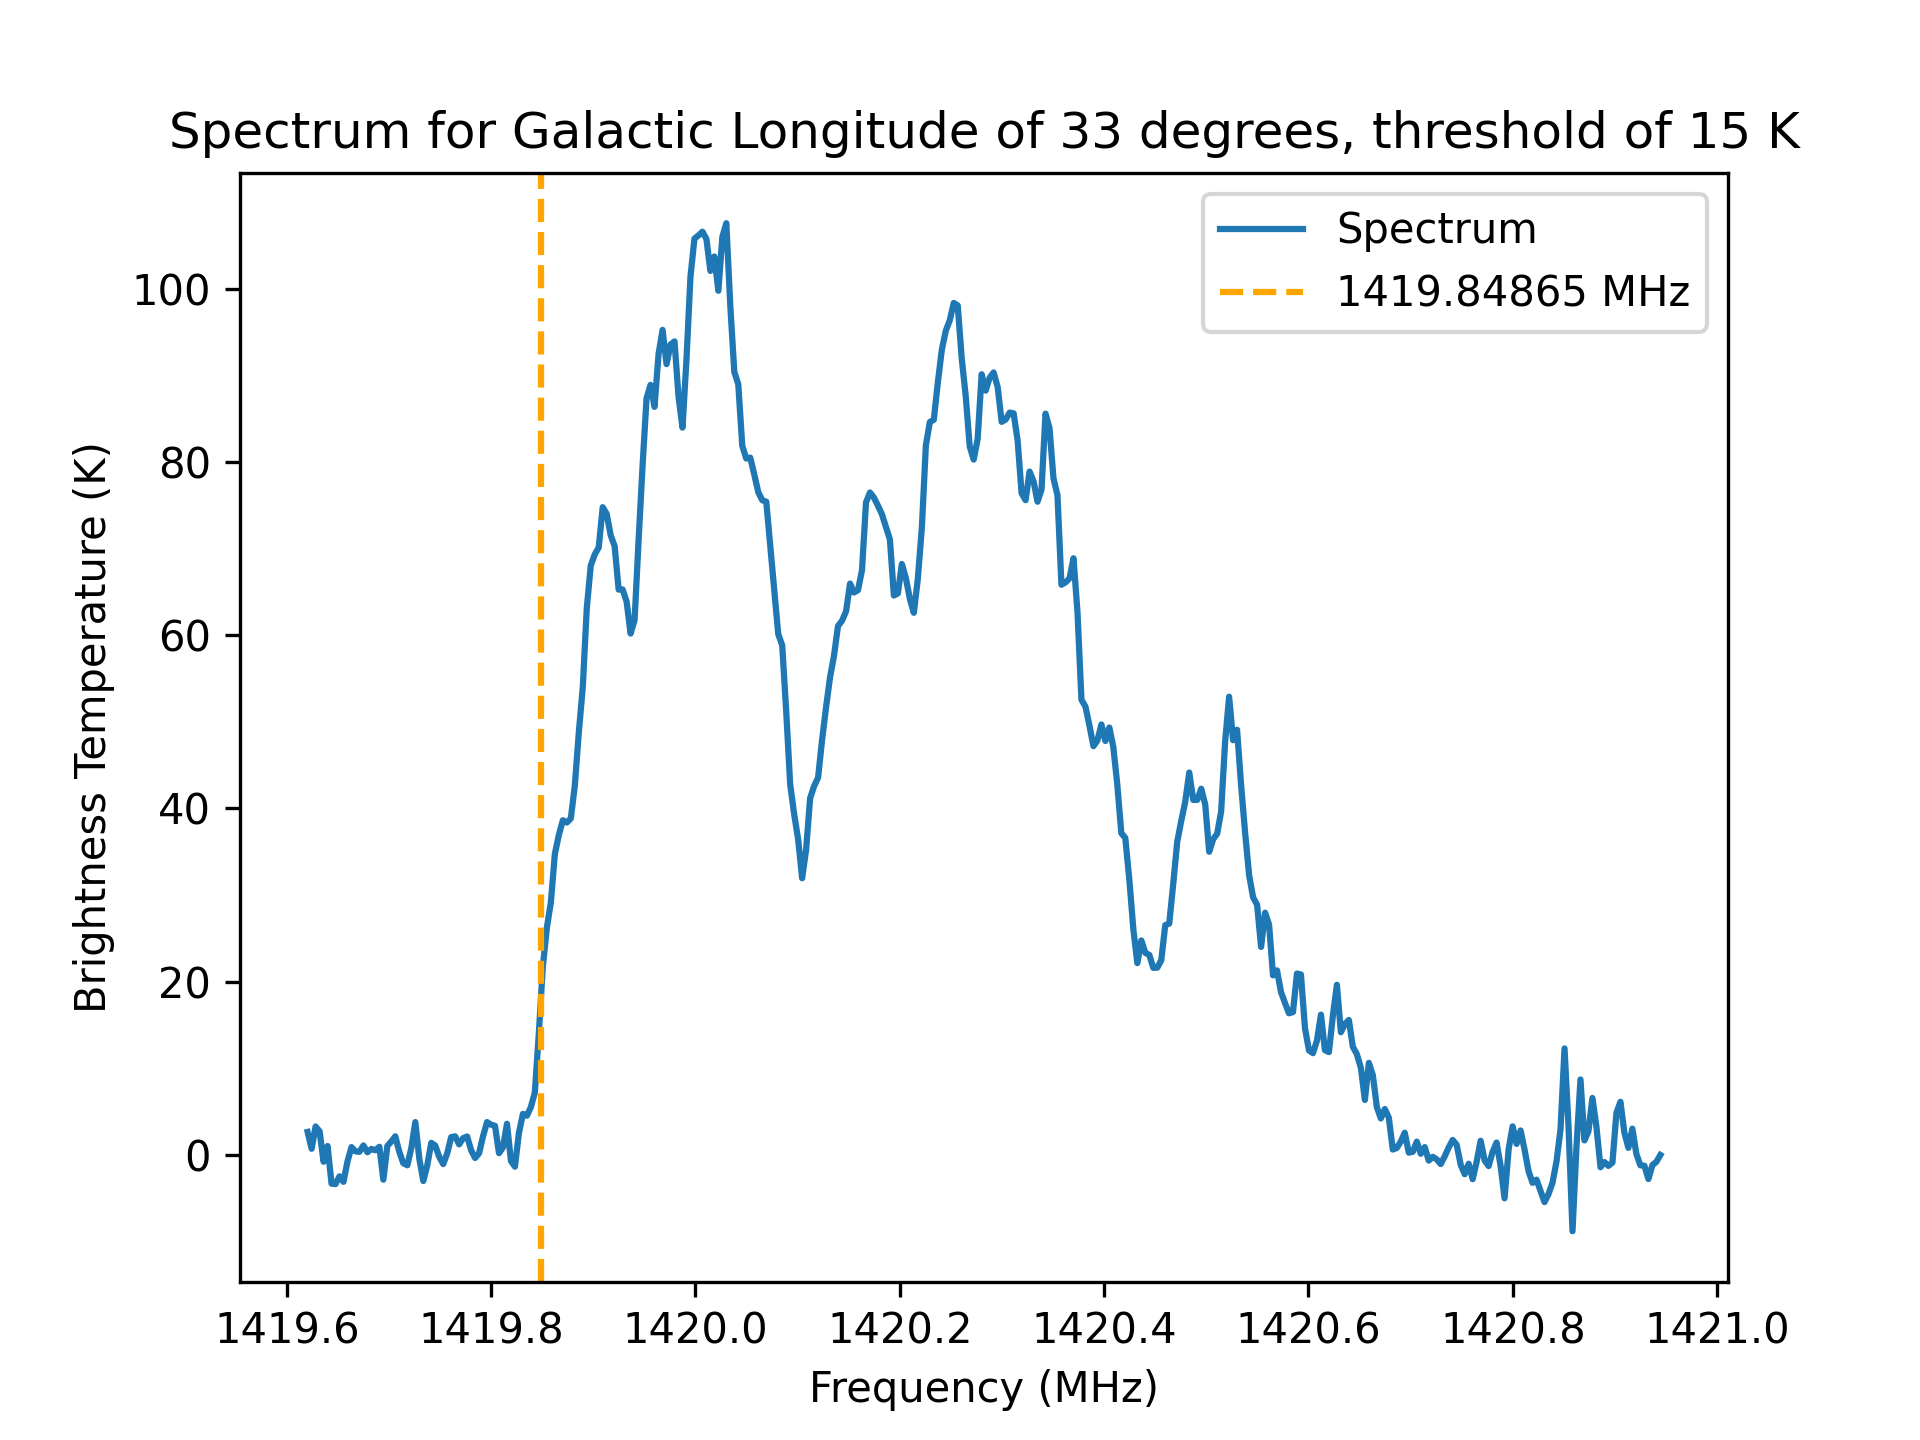 Spectrum for Galactic Longitude of 33 degrees, threshold of 15 K
Spectrum
1419.84865 MHz
Brightness Temperature (K)
100
80
60
40
20
0
1419.6 1419.8 1420.0 1420.2 1420.4 1420.6 1420.8 1421.0
Frequency (MHz)